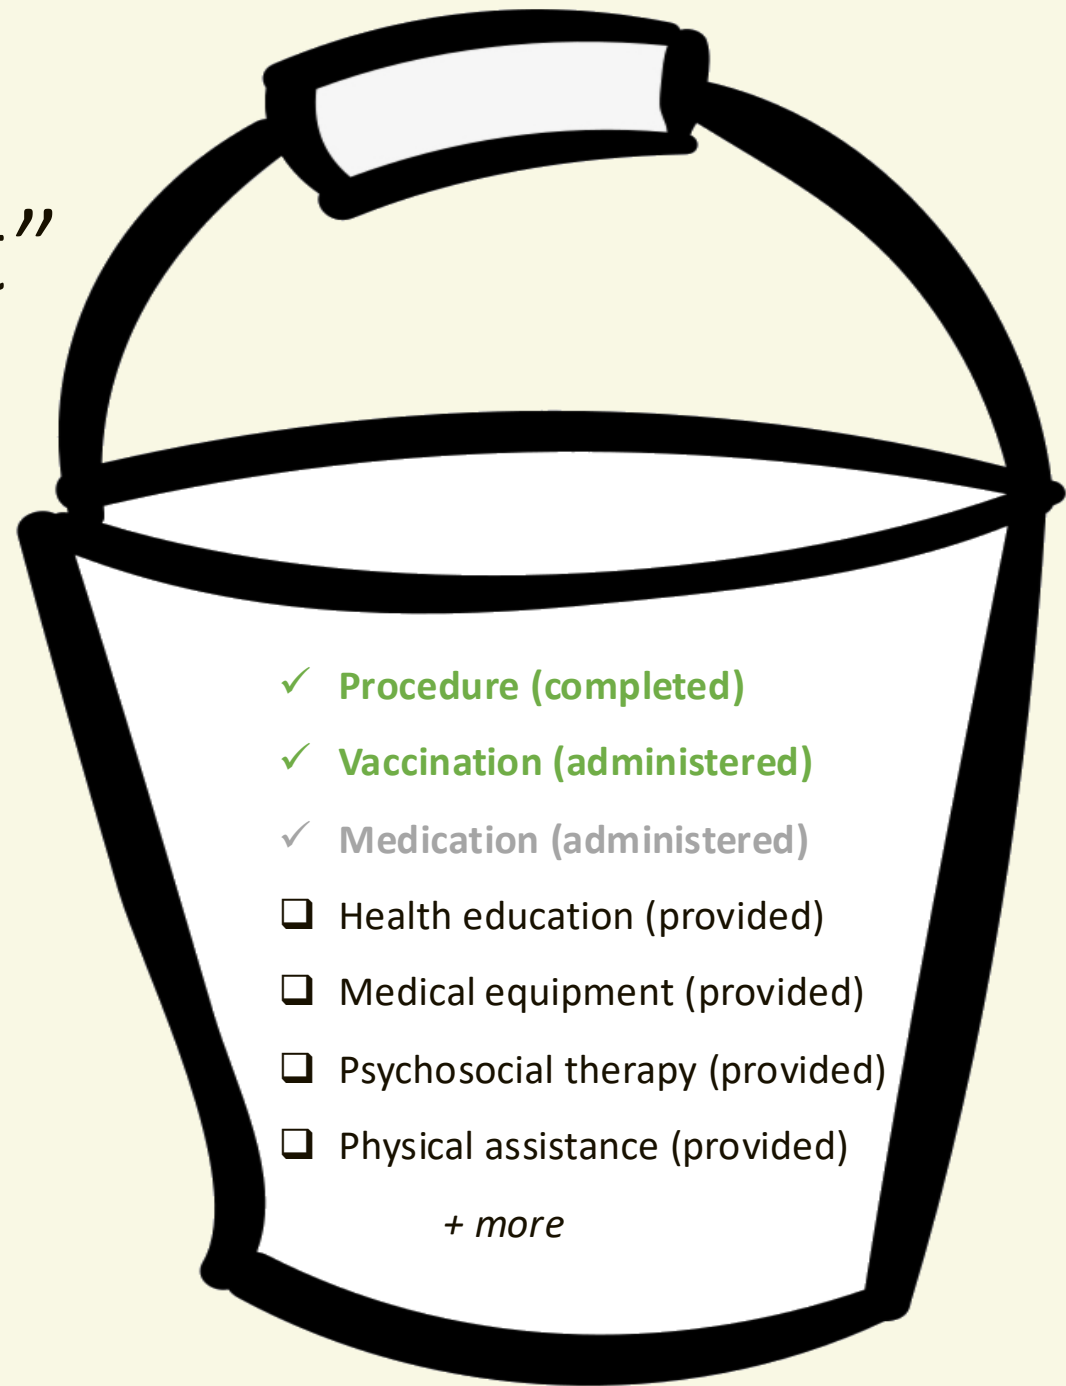 t”
✓ Procedure (completed)
✓ Vaccination (administered)
✓ Medication (administered)
❑ Health education (provided)
❑ Medical equipment (provided)
❑ Psychosocial therapy (provided)
❑ Physical assistance (provided)
+ more